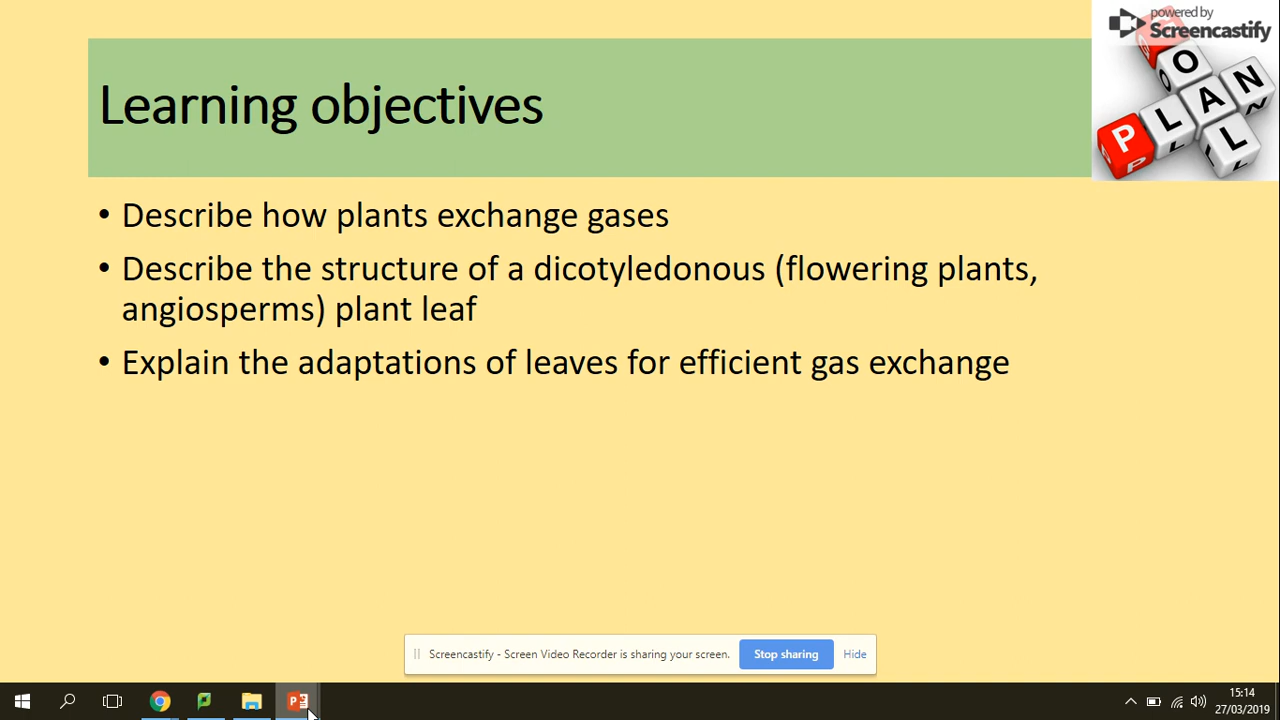 powered by
Screencastify
GOAL
PLAN
Learning objectives
• Describe how plants exchange gases
• Describe the structure of a dicotyledonous (flowering plants,
angiosperms) plant leaf
• Explain the adaptations of leaves for efficient gas exchange
Screencastify - Screen Video Recorder is sharing your screen.
Stop sharing
Hide
15:14
27/03/2019